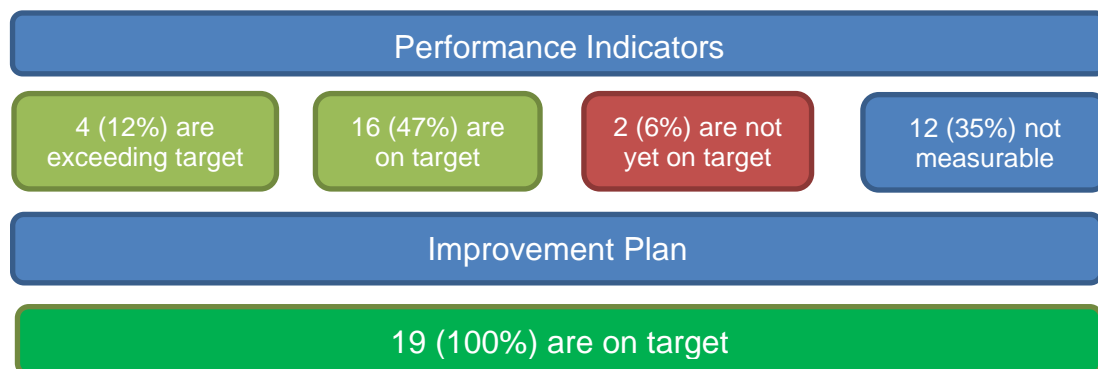 Performance Indicators
4 (12%) are
exceeding target
16 (47%) are
on target
2 (6%) are not
yet on target
12 (35%) not
measurable
Improvement Plan
19 (100%) are on target